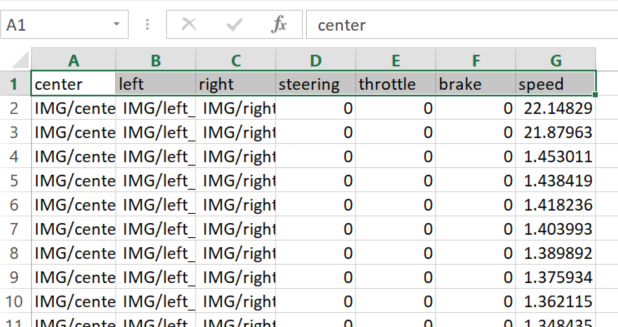 A1 fx center
A B C D E F G
1 center left right steering throttle brake speed
2 IMG/cente IMG/left_ IMG/right 0 0 0 22.14829
3 IMG/cente IMG/left_ IMG/right 0 0 0 21.87963
4 IMG/cente IMG/left_ IMG/right 0 0 0 1.453011
5 IMG/cente IMG/left_ IMG/right 0 0 0 1.438419
6 IMG/cente IMG/left_ IMG/right 0 0 0 1.418236
7 IMG/cente IMG/left_ IMG/right 0 0 0 1.403993
8 IMG/cente IMG/left_ IMG/right 0 0 0 1.389892
9 IMG/cente IMG/left_ IMG/right 0 0 0 1.375934
10 IMG/cente IMG/left_ IMG/right 0 0 0 1.362115
11 IMG/cente IMG/left_ IMG/right 0 0 0 1.348435